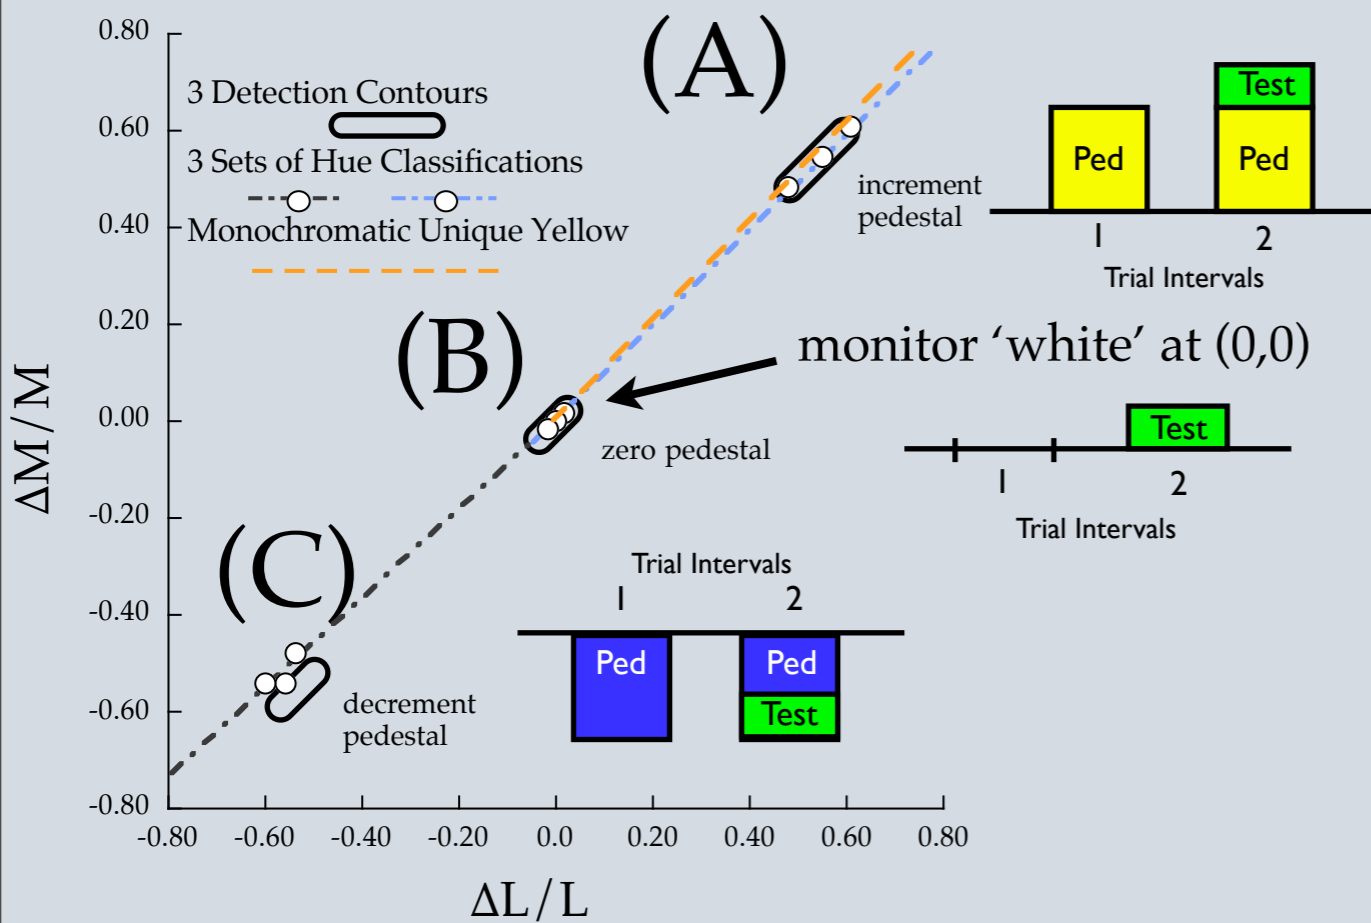 0.80
0.60
0.40
0.20
0.00
-0.20
-0.40
-0.60
-0.80
ΔM/M
-0.80 -0.60 -0.40 -0.20 0.0 0.20 0.40 0.60 0.80
ΔL/L
3 Detection Contours
3 Sets of Hue Classifications
Monochromatic Unique Yellow
(A)
increment
pedestal
Ped
Test
Ped
1 2
Trial Intervals
(B)
monitor ‘white’ at (0,0)
zero pedestal
Test
1 2
Trial Intervals
(C)
decrement
pedestal
Trial Intervals
1 2
Ped
Ped
Test